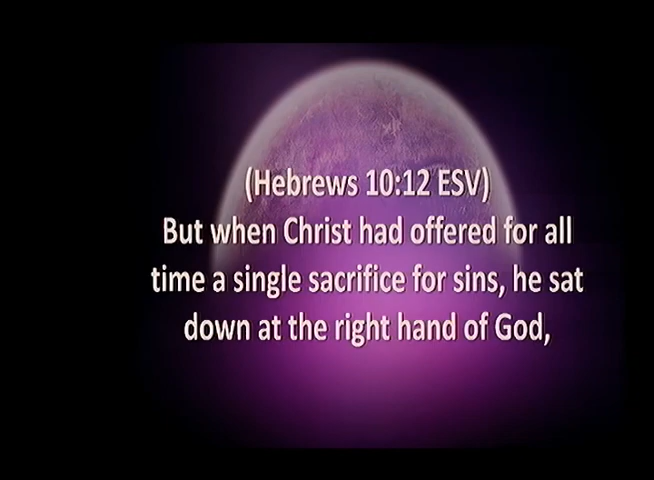 (Hebrews 10:12 ESV)
But when Christ had offered for all
time a single sacrifice for sins, he sat
down at the right hand of God,